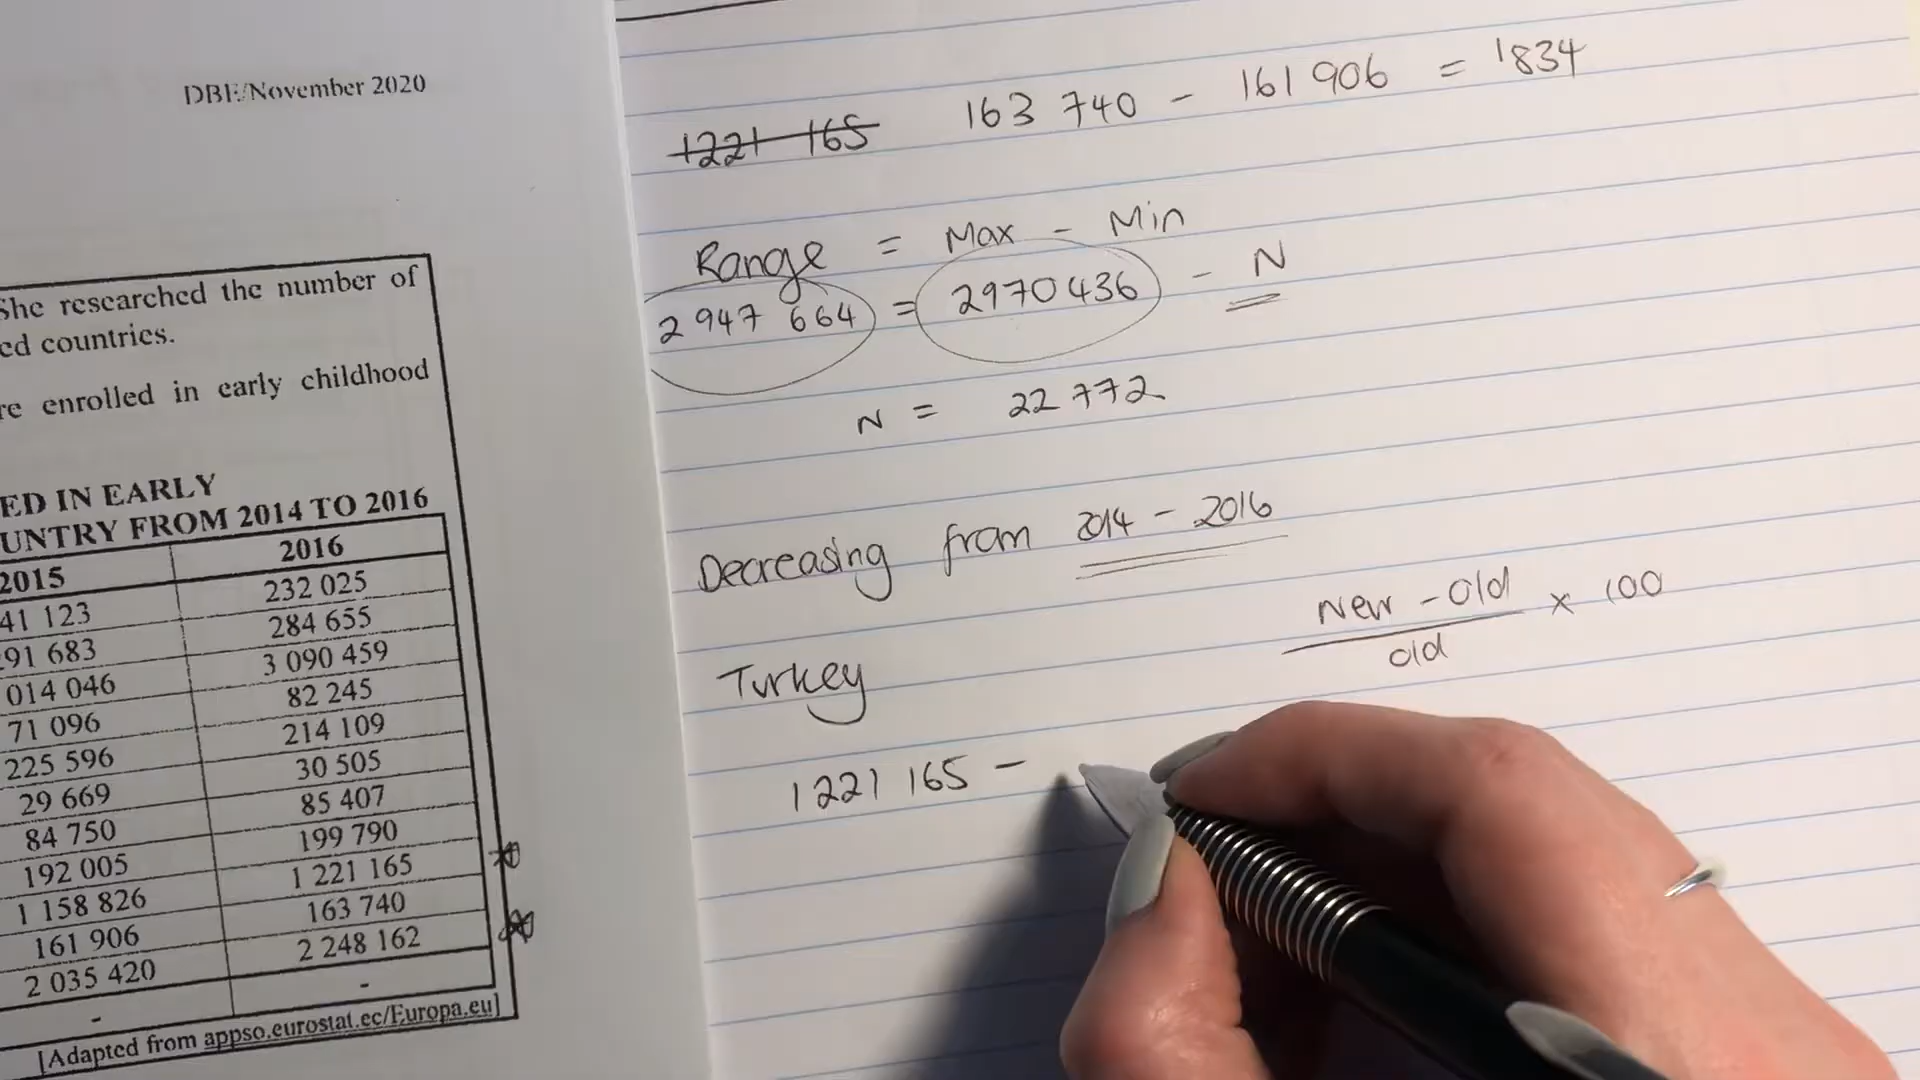 DBE/November 2020
She researched the number of
ed countries.
re enrolled in early childhood
ED IN EARLY
UNTRY FROM 2014 TO 2016
2015 2016
41 123 232 025
291 683 284 655
014 046 3 090 459
71 096 82 245
225 596 214 109
29 669 30 505
84 750 85 407
192 005 199 790
1 158 826 1 221 165
161 906 163 740
2 035 420 2 248 162
- -
[Adapted from appso.eurostat.ec/Europa.eu]
1221 165 163 740 - 161 906 = 1834
Range = Max - Min
2 947 664 = 2970436 - N
N = 22 772
Decreasing from 2014 - 2016
New - Old × 100
Old
Turkey
1 221 165 -